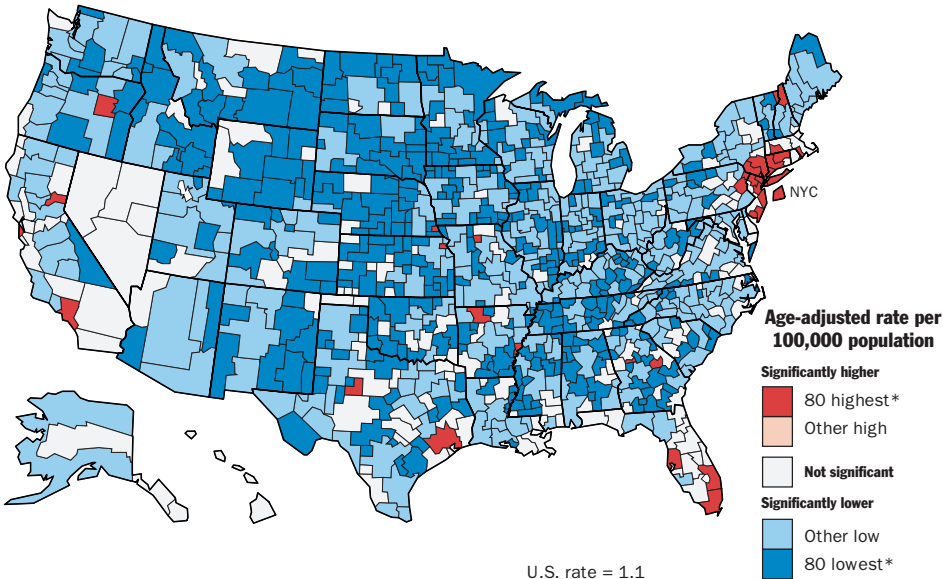 NYC
Age-adjusted rate per
100,000 population
Significantly higher
80 highest*
Other high
Not significant
Significantly lower
Other low
80 lowest*
U.S. rate = 1.1